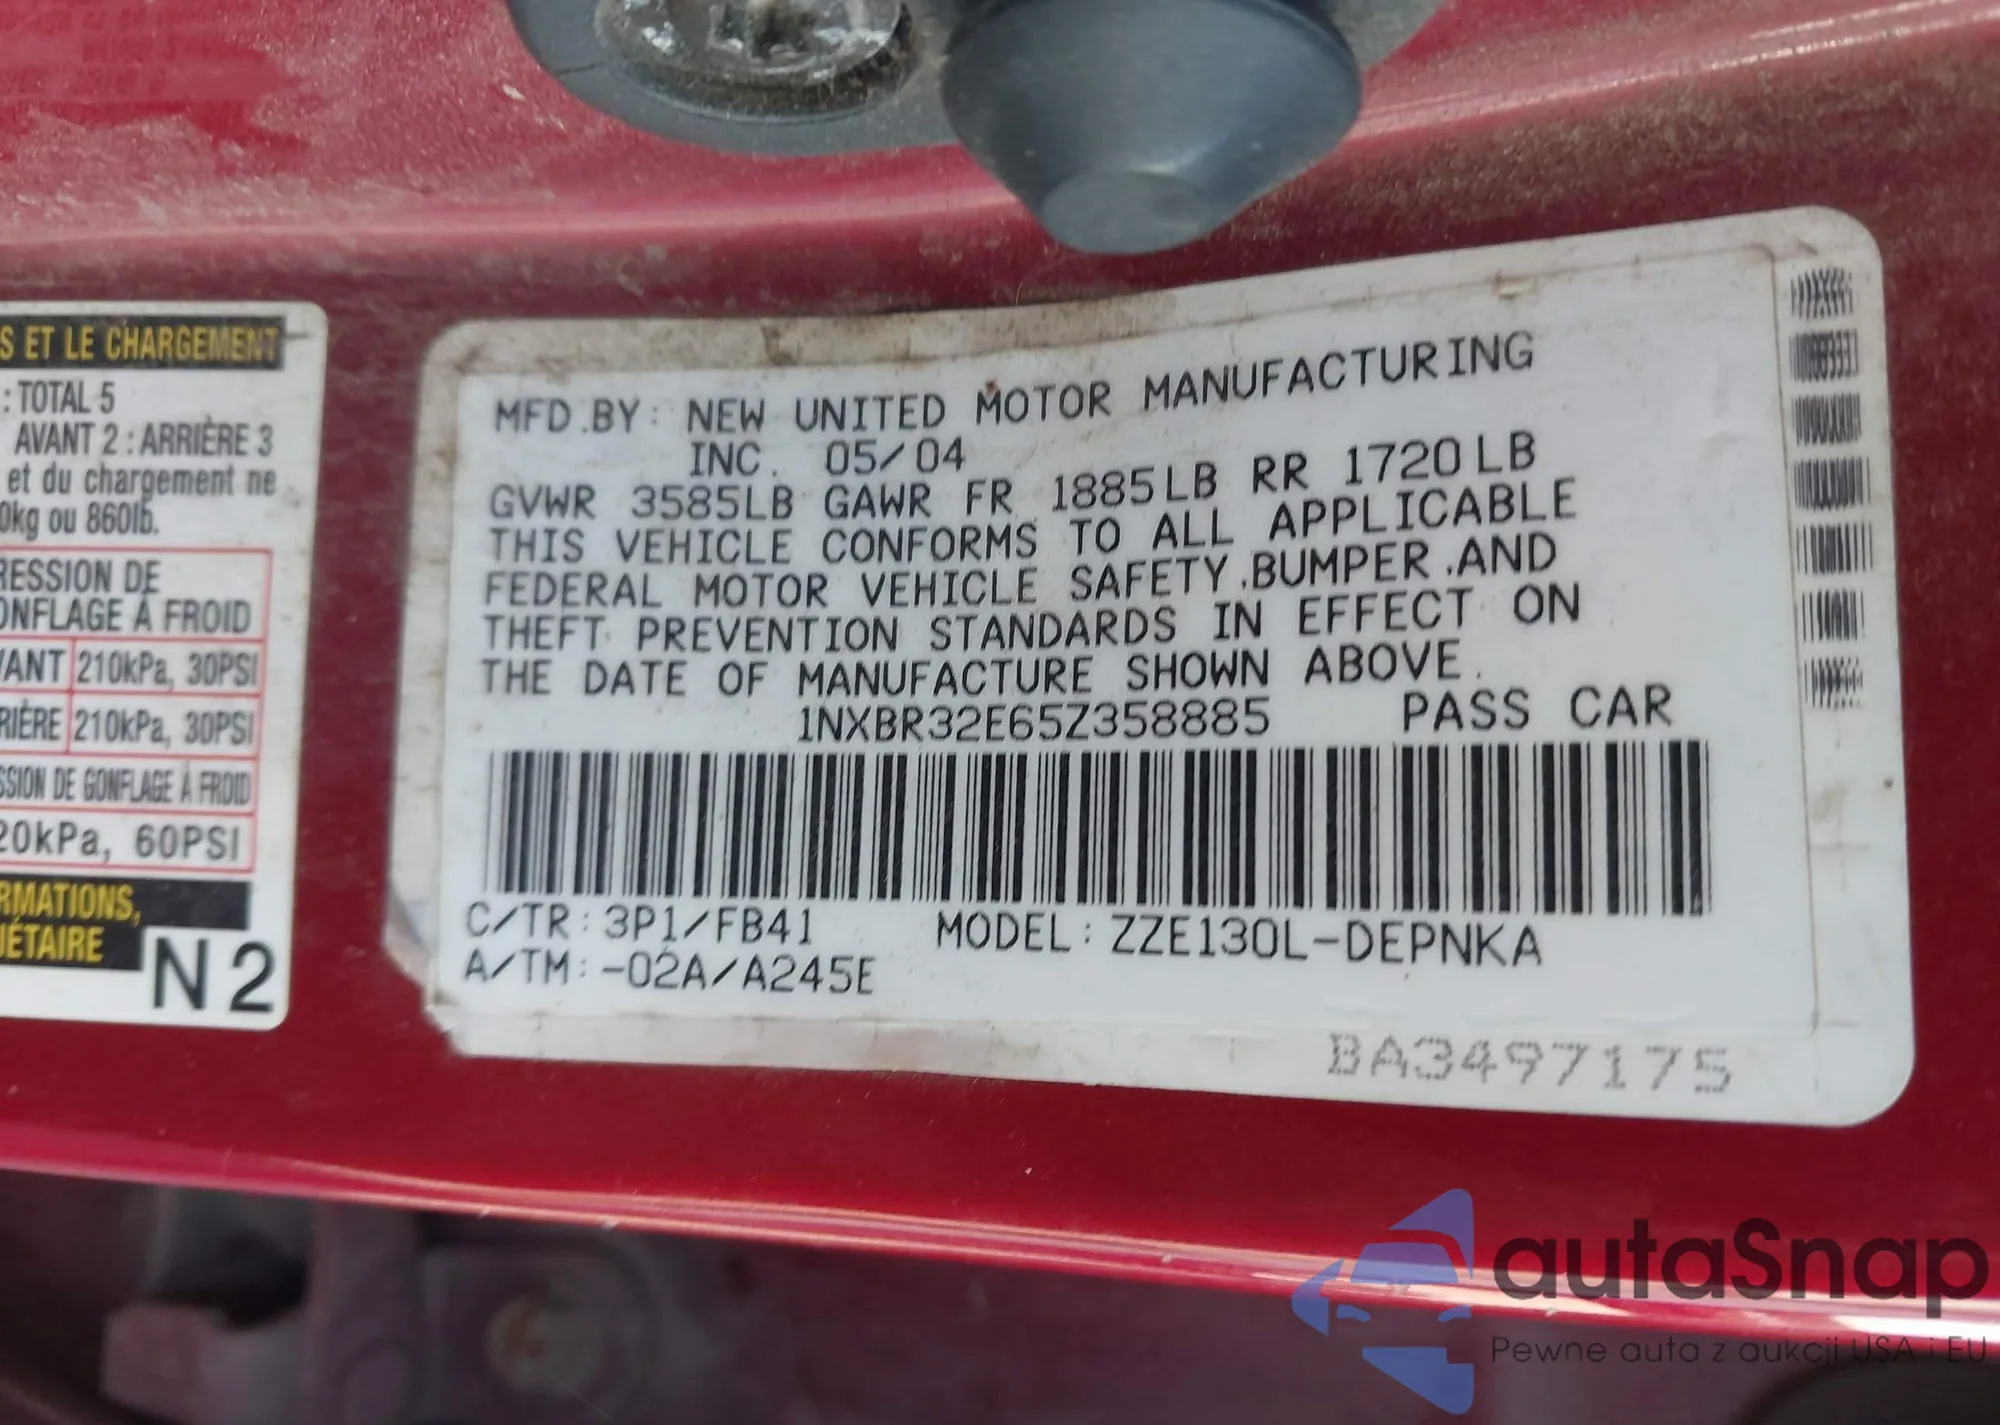 S ET LE CHARGEMENT
: TOTAL 5
AVANT 2 : ARRIÈRE 3
et du chargement ne
0kg ou 860lb.
RESSION DE
ONFLAGE À FROID
VANT 210kPa, 30PSI
RIÈRE 210kPa, 30PSI
SSION DE GONFLAGE À FROID
20kPa, 60PSI
RMATIONS,
IÉTAIRE
N2
MFD.BY: NEW UNITED MOTOR MANUFACTURING
INC. 05/04
GVWR 3585LB GAWR FR 1885LB RR 1720LB
THIS VEHICLE CONFORMS TO ALL APPLICABLE
FEDERAL MOTOR VEHICLE SAFETY,BUMPER,AND
THEFT PREVENTION STANDARDS IN EFFECT ON
THE DATE OF MANUFACTURE SHOWN ABOVE.
1NXBR32E65Z358885 PASS CAR
C/TR:3P1/FB41 MODEL:ZZE130L-DEPNKA
A/TM:-02A/A245E
BA3497175
autaSnap
Pewne auta z aukcji USA i EU